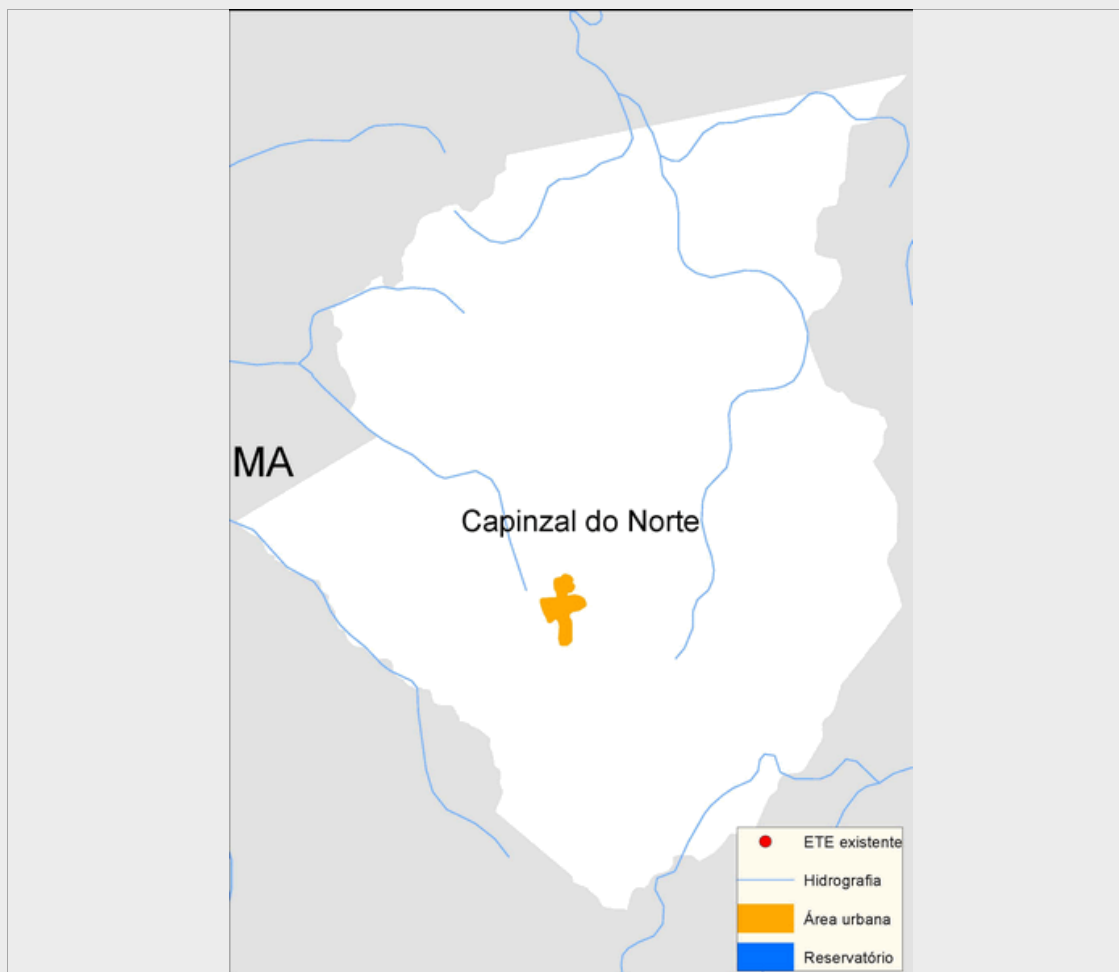 MA
Capinzal do Norte
ETE existente
Hidrografia
Área urbana
Reservatório